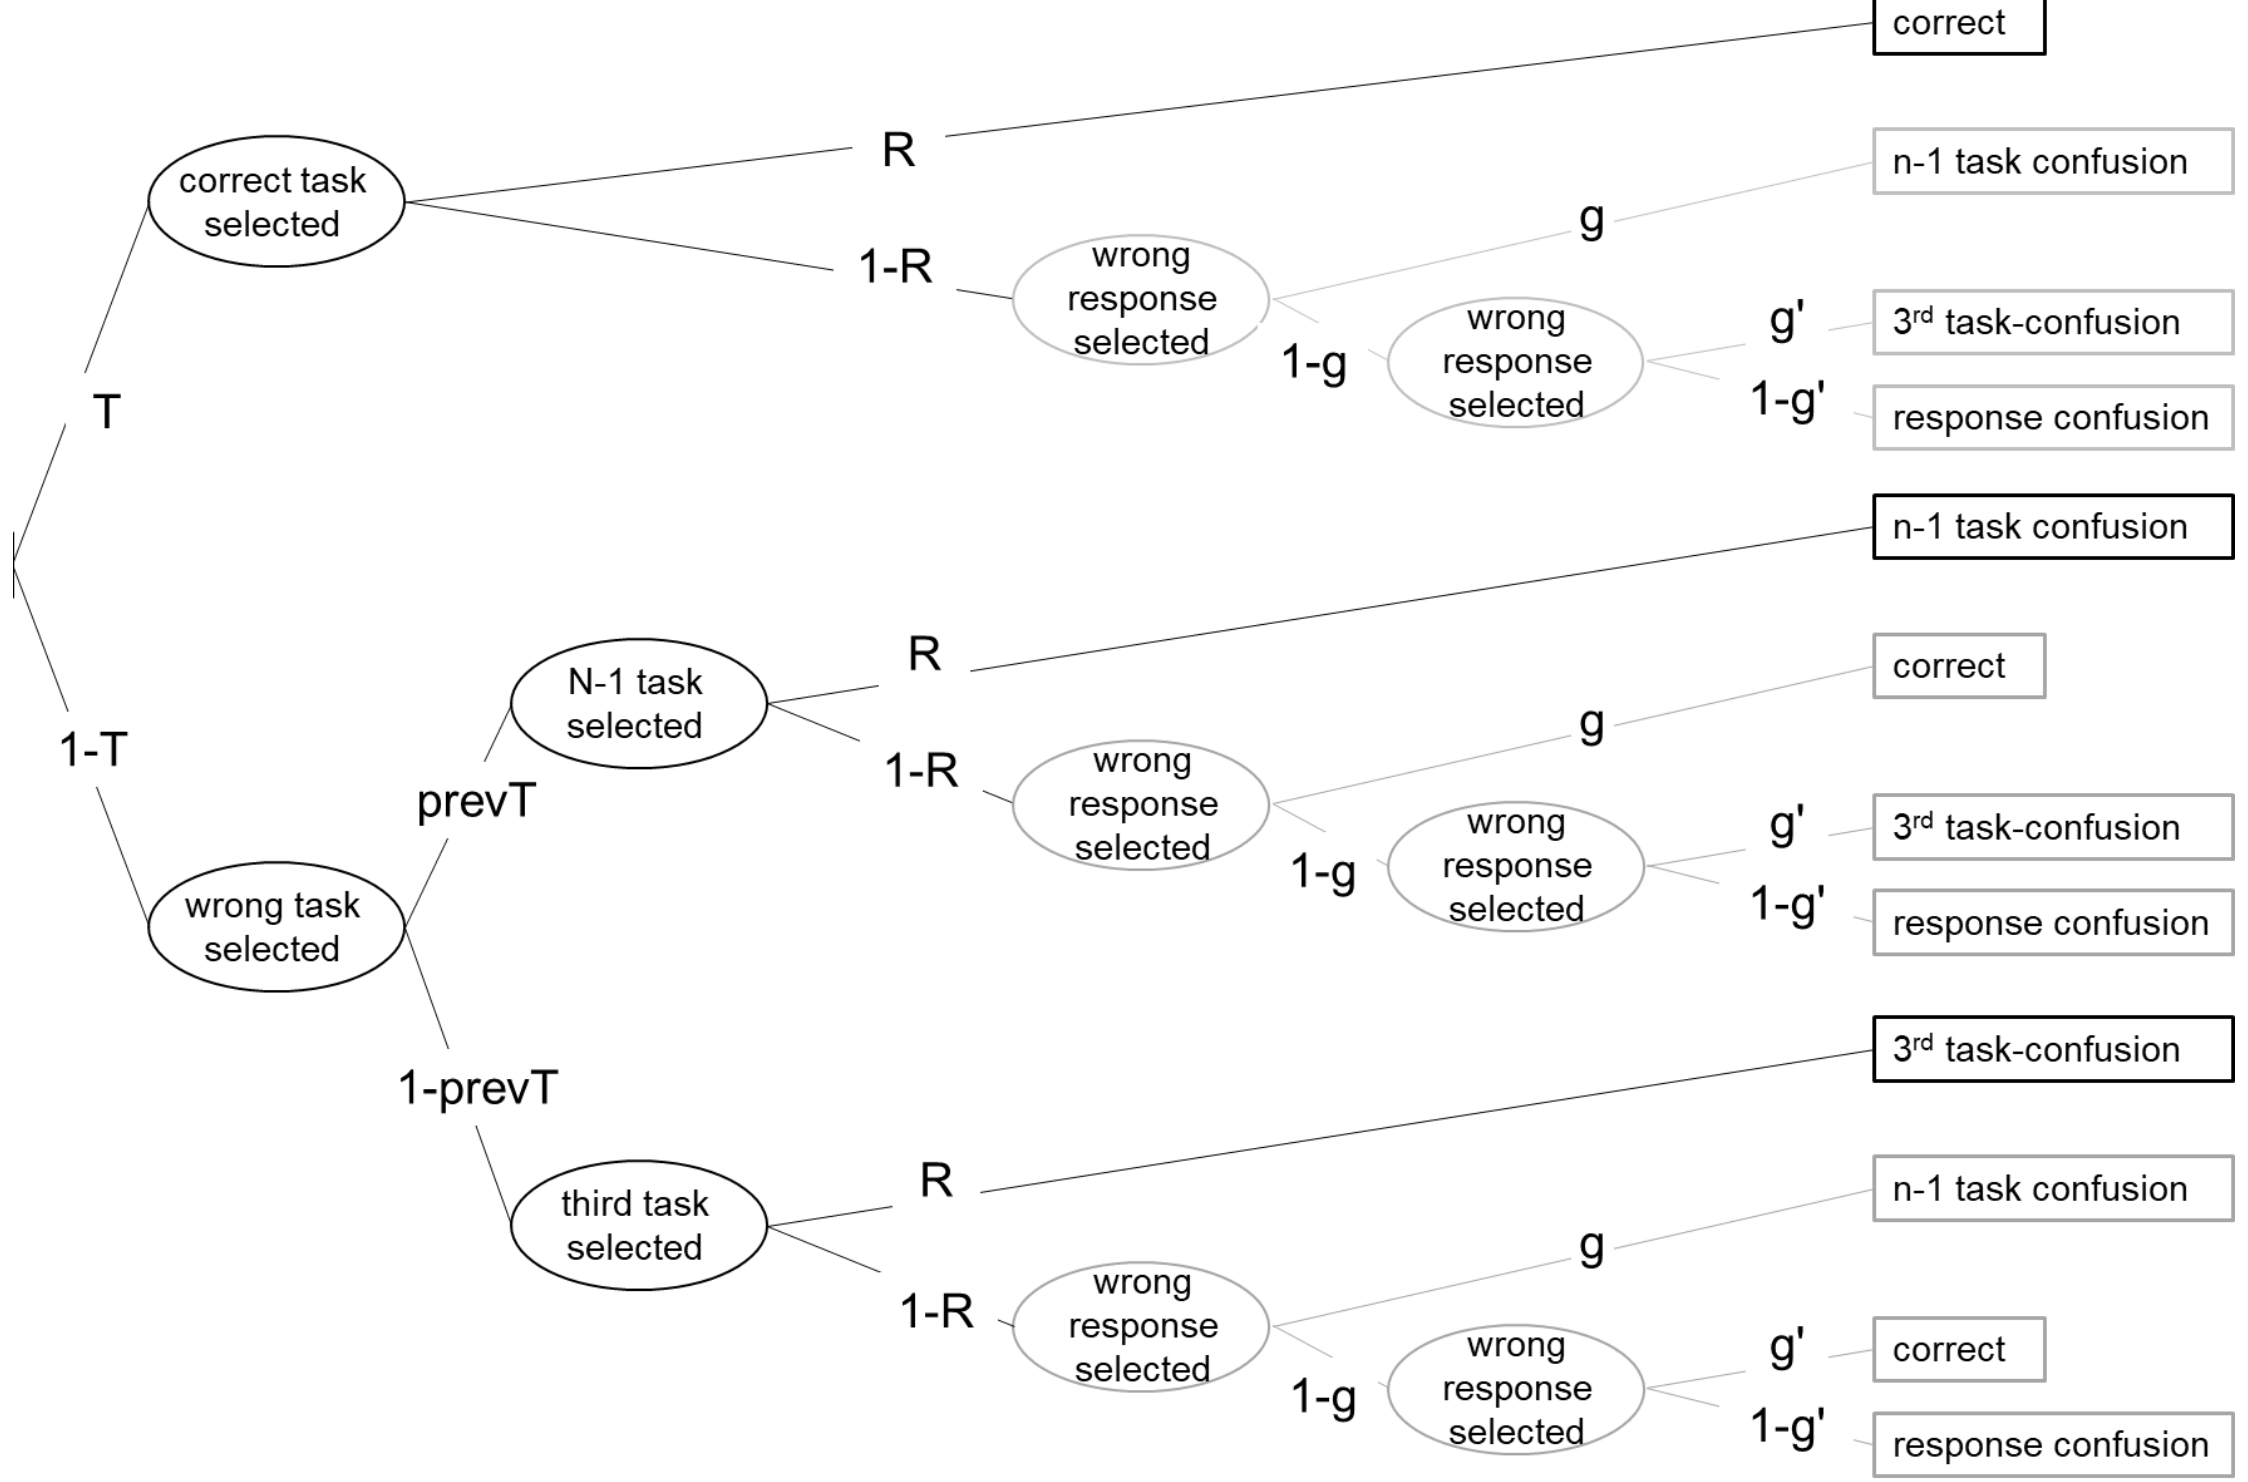 correct
correct task
selected
R
n-1 task confusion
g
1-R
wrong
response
selected
1-g
wrong
response
selected
g'
3rd task-confusion
1-g'
response confusion
T
n-1 task confusion
R
N-1 task
selected
correct
g
1-R
wrong
response
selected
1-T
prevT
1-g
wrong
response
selected
g'
3rd task-confusion
1-g'
response confusion
wrong task
selected
3rd task-confusion
1-prevT
R
third task
selected
n-1 task confusion
g
1-R
wrong
response
selected
1-g
wrong
response
selected
g'
correct
1-g'
response confusion